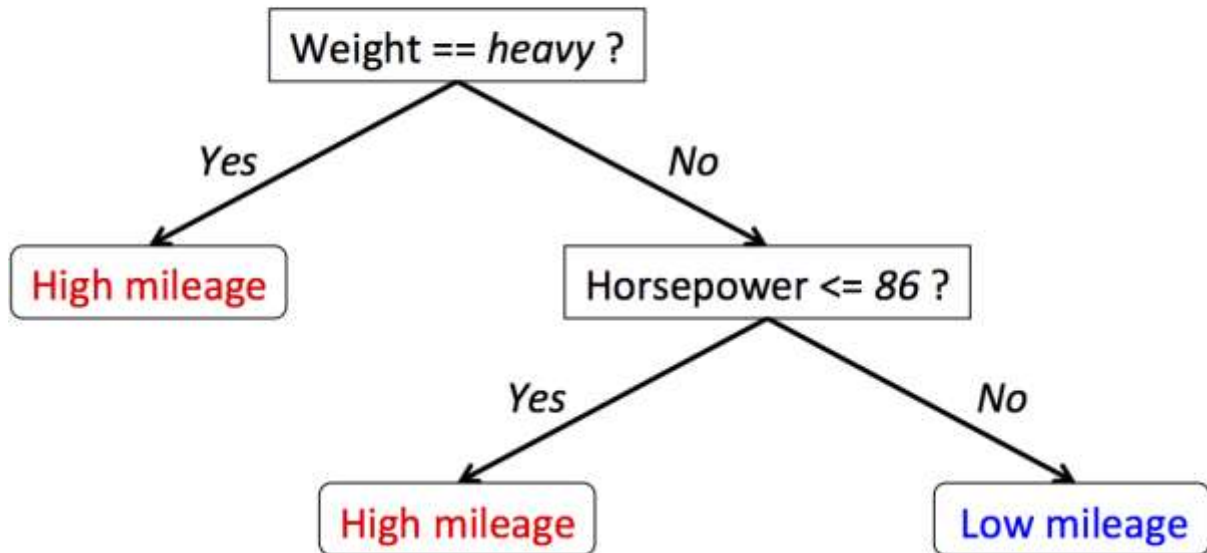 Weight == heavy ?
Yes
No
High mileage
Horsepower <= 86 ?
Yes
No
High mileage
Low mileage